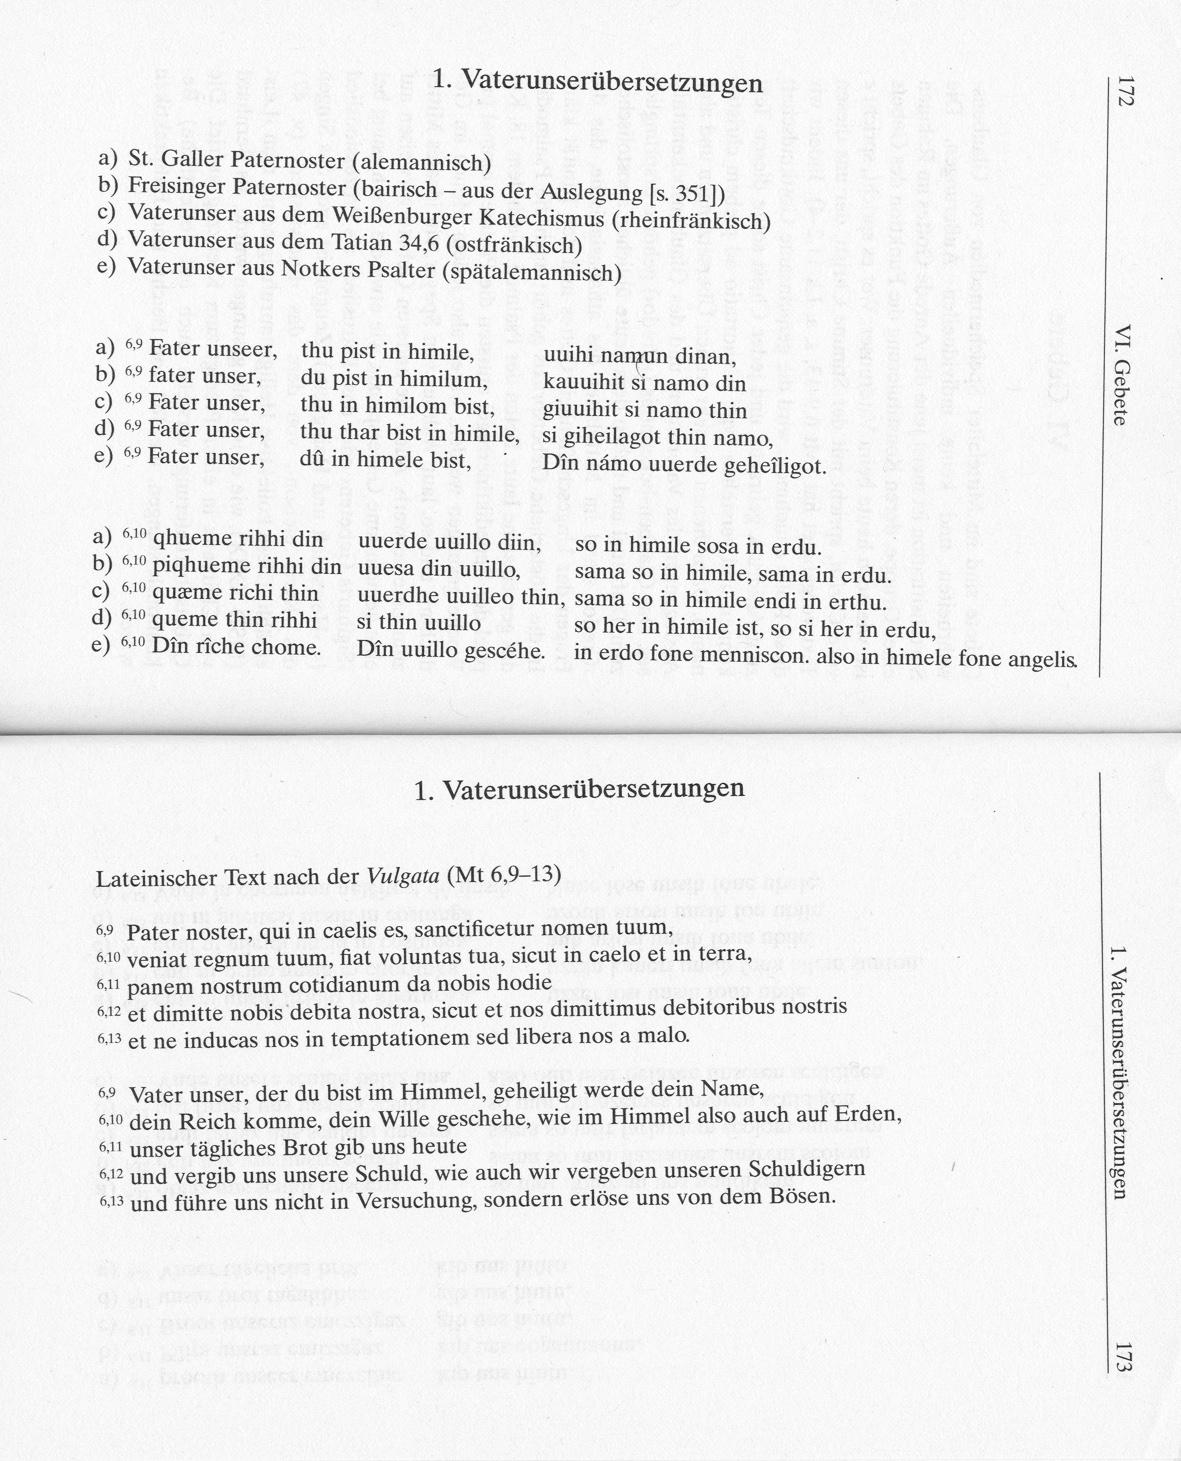 1. Vaterunserübersetzungen
172
a) St. Galler Paternoster (alemannisch)
b) Freisinger Paternoster (bairisch – aus der Auslegung [s. 351])
c) Vaterunser aus dem Weißenburger Katechismus (rheinfränkisch)
d) Vaterunser aus dem Tatian 34,6 (ostfränkisch)
e) Vaterunser aus Notkers Psalter (spätalemannisch)
VI. Gebete
a) 6,9 Fater unseer, thu pist in himile, uuihi namun dinan,
b) 6,9 fater unser, du pist in himilum, kauuihit si namo din
c) 6,9 Fater unser, thu in himilom bist, giuuihit si namo thin
d) 6,9 Fater unser, thu thar bist in himile, si giheilagot thin namo,
e) 6,9 Fater unser, dû in himele bist, Dîn námo uuerde geheîligot.
a) 6,10 qhueme rihhi din uuerde uuillo diin, so in himile sosa in erdu.
b) 6,10 piqhueme rihhi din uuesa din uuillo, sama so in himile, sama in erdu.
c) 6,10 quæme richi thin uuerdhe uuilleo thin, sama so in himile endi in erthu.
d) 6,10 queme thin rihhi si thin uuillo so her in himile ist, so si her in erdu,
e) 6,10 Dîn rîche chome. Dîn uuillo gescéhe. in erdo fone menniscon. also in himele fone angelis.
1. Vaterunserübersetzungen
Lateinischer Text nach der Vulgata (Mt 6,9–13)
6,9 Pater noster, qui in caelis es, sanctificetur nomen tuum,
6,10 veniat regnum tuum, fiat voluntas tua, sicut in caelo et in terra,
6,11 panem nostrum cotidianum da nobis hodie
6,12 et dimitte nobis debita nostra, sicut et nos dimittimus debitoribus nostris
6,13 et ne inducas nos in temptationem sed libera nos a malo.
1. Vaterunserübersetzungen
6,9 Vater unser, der du bist im Himmel, geheiligt werde dein Name,
6,10 dein Reich komme, dein Wille geschehe, wie im Himmel also auch auf Erden,
6,11 unser tägliches Brot gib uns heute
6,12 und vergib uns unsere Schuld, wie auch wir vergeben unseren Schuldigern
6,13 und führe uns nicht in Versuchung, sondern erlöse uns von dem Bösen.
173